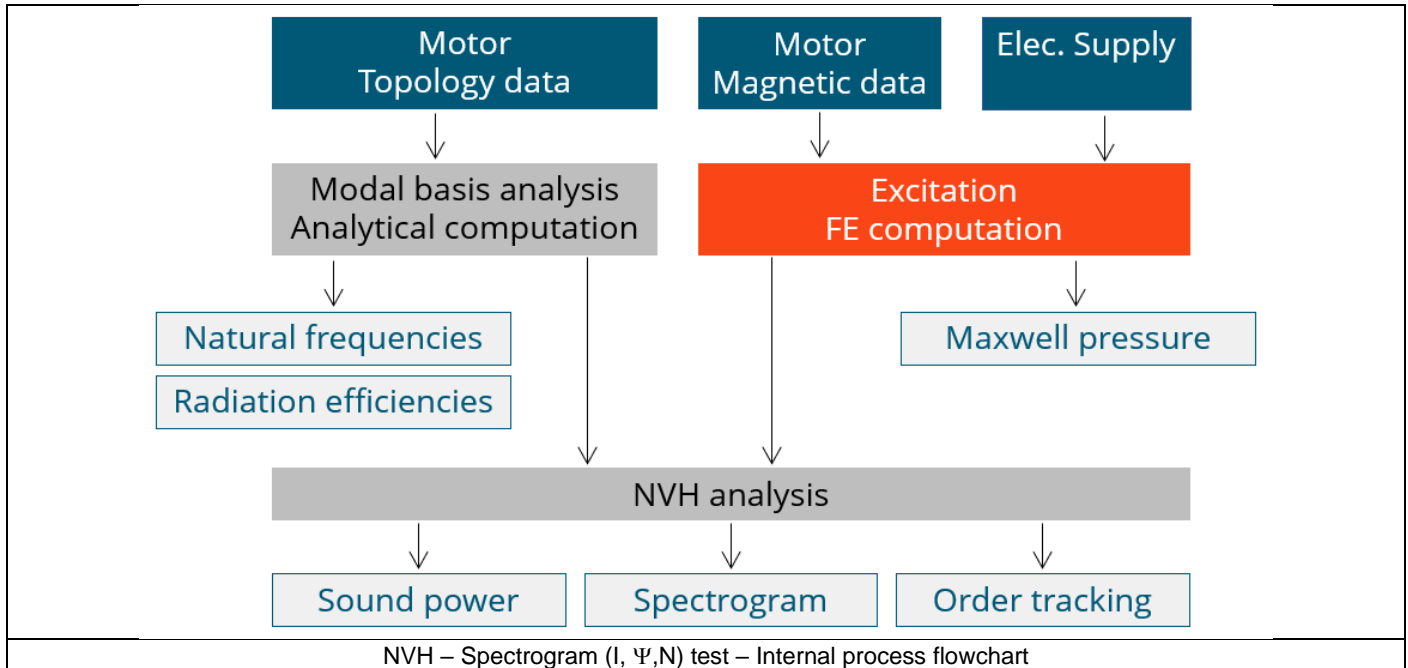 Motor
Topology data
Motor
Magnetic data
Elec. Supply
Modal basis analysis
Analytical computation
Excitation
FE computation
Natural frequencies
Radiation efficiencies
Maxwell pressure
NVH analysis
Sound power
Spectrogram
Order tracking
NVH – Spectrogram (I, Ψ,N) test – Internal process flowchart